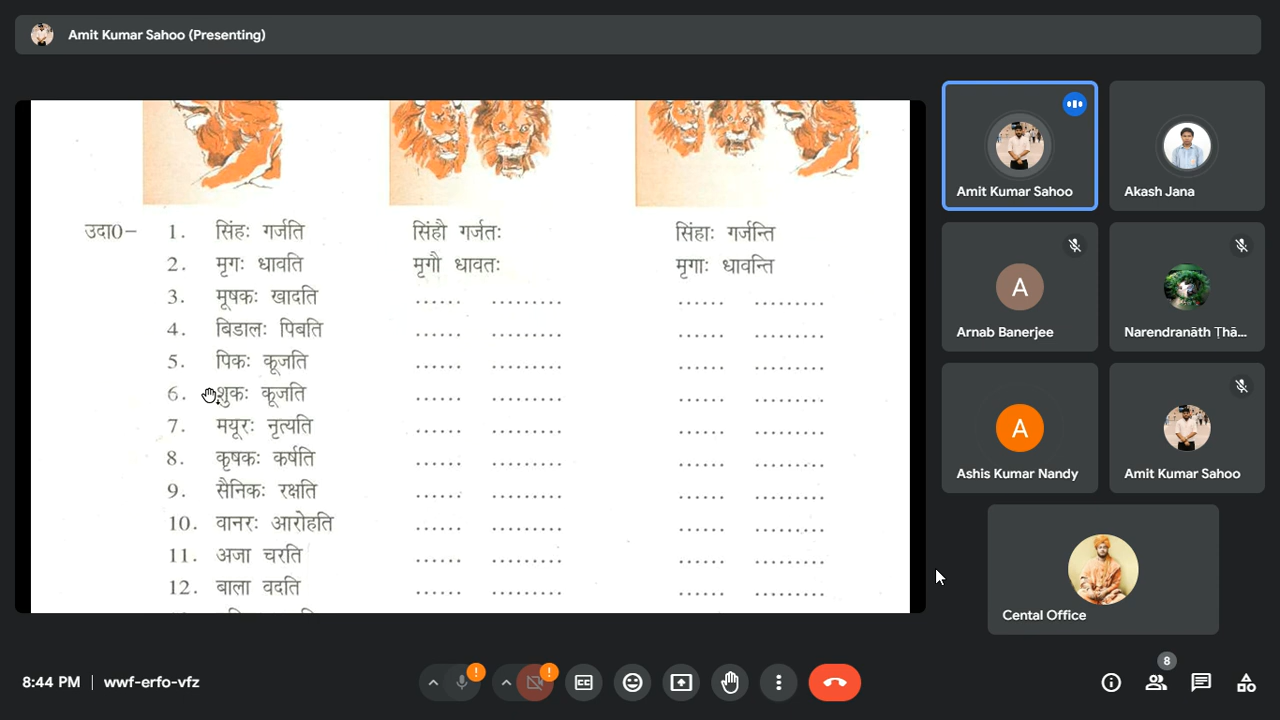 Amit Kumar Sahoo (Presenting)
उदा0– 1. सिंहः गर्जति सिंहौ गर्जतः सिंहाः गर्जन्ति
2. मृगः धावति मृगौ धावतः मृगाः धावन्ति
3. मूषकः खादति ...... ......... ...... .........
4. बिडालः पिबति ...... ......... ...... .........
5. पिकः कूजति ...... ......... ...... .........
6. शुकः कूजति ...... ......... ...... .........
7. मयूरः नृत्यति ...... ......... ...... .........
8. कृषकः कर्षति ...... ......... ...... .........
9. सैनिकः रक्षति ...... ......... ...... .........
10. वानरः आरोहति ...... ......... ...... .........
11. अजा चरति ...... ......... ...... .........
12. बाला वदति ...... ......... ...... .........
Amit Kumar Sahoo
Akash Jana
A
Arnab Banerjee
Narendranāth Ṭhā...
A
Ashis Kumar Nandy
Amit Kumar Sahoo
Cental Office
8:44 PM | wwf-erfo-vfz
8